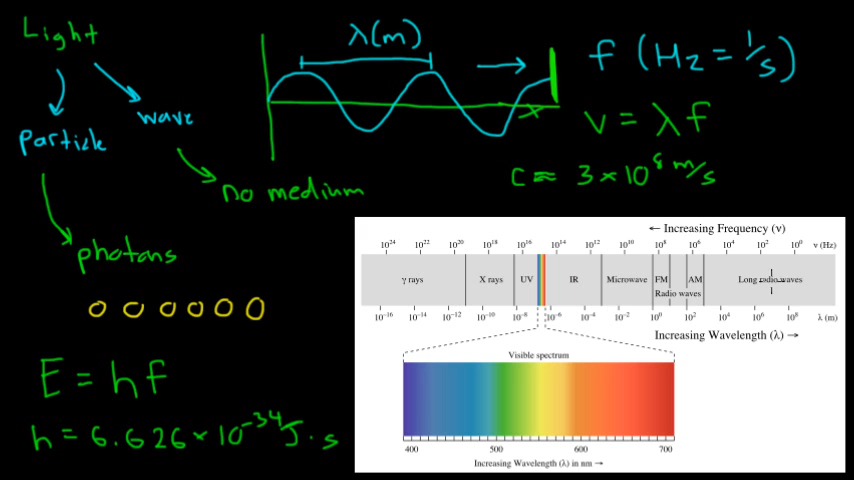 Light
particle
wave
no medium
photons
E = hf
h = 6.626 × 10⁻³⁴ J · s
λ(m)
f (Hz = 1/s)
v = λf
c ≈ 3 × 10⁸ m/s
← Increasing Frequency (ν)
10²⁴ 10²² 10²⁰ 10¹⁸ 10¹⁶ 10¹⁴ 10¹² 10¹⁰ 10⁸ 10⁶ 10⁴ 10² 10⁰ ν (Hz)
γ rays X rays UV IR Microwave FM AM Long radio waves
Radio waves
10⁻¹⁶ 10⁻¹⁴ 10⁻¹² 10⁻¹⁰ 10⁻⁸ 10⁻⁶ 10⁻⁴ 10⁻² 10⁰ 10² 10⁴ 10⁶ 10⁸ λ (m)
Increasing Wavelength (λ) →
Visible spectrum
400 500 600 700
Increasing Wavelength (λ) in nm →